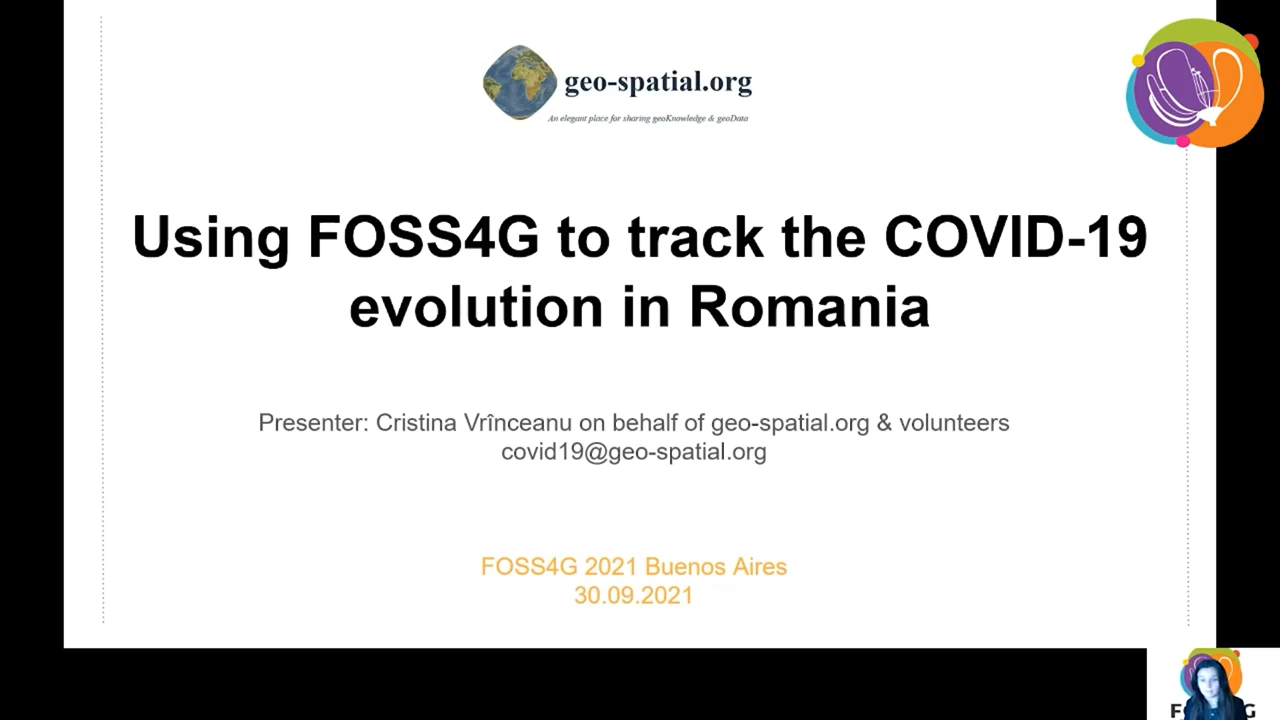 geo-spatial.org
An elegant place for sharing geoKnowledge & geoData
Using FOSS4G to track the COVID-19
evolution in Romania
Presenter: Cristina Vrînceanu on behalf of geo-spatial.org & volunteers
covid19@geo-spatial.org
FOSS4G 2021 Buenos Aires
30.09.2021